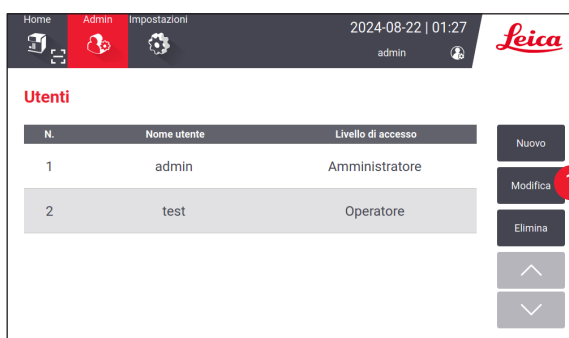 Home Admin Impostazioni
2024-08-22 | 01:27
admin
Leica
Utenti
N. Nome utente Livello di accesso
1 admin Amministratore
2 test Operatore
Nuovo
Modifica
Elimina